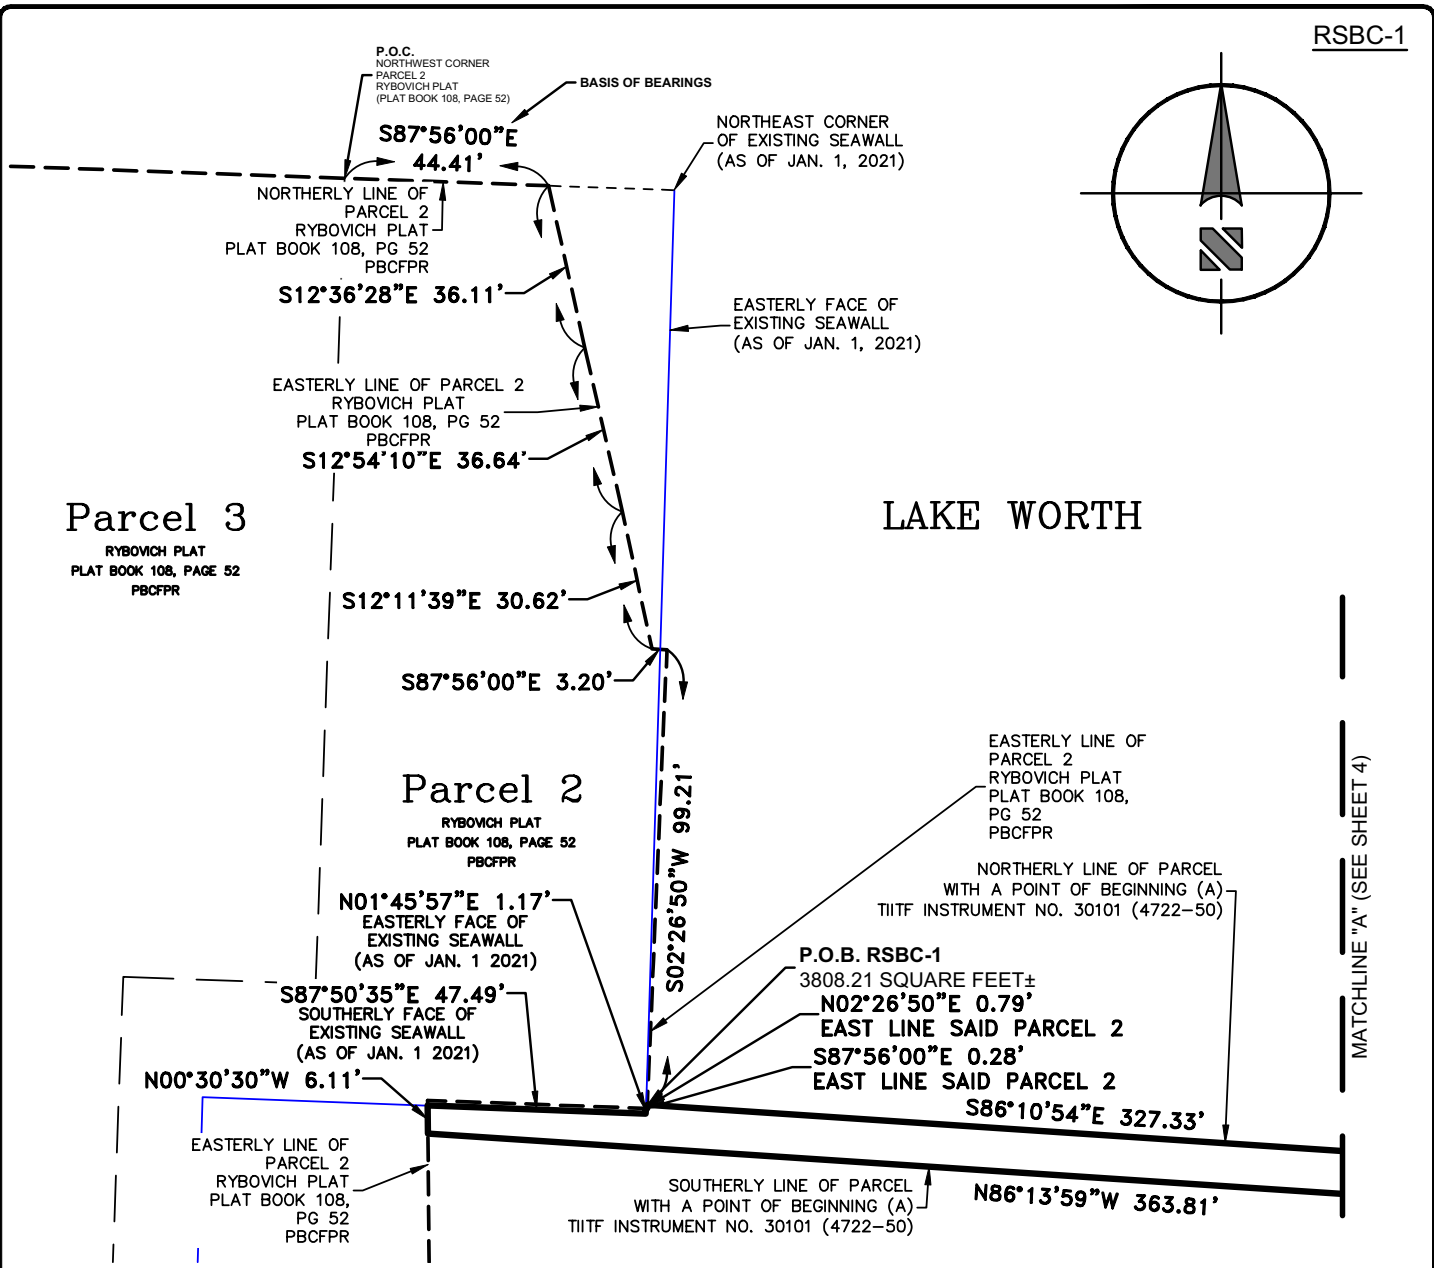 RSBC-1
P.O.C.
NORTHWEST CORNER
PARCEL 2
RYBOVICH PLAT
(PLAT BOOK 108, PAGE 52)
BASIS OF BEARINGS
S87°56'00"E
44.41'
NORTHEAST CORNER
OF EXISTING SEAWALL
(AS OF JAN. 1, 2021)
NORTHERLY LINE OF
PARCEL 2
RYBOVICH PLAT
PLAT BOOK 108, PG 52
PBCFPR
S12°36'28"E 36.11'
N
EASTERLY FACE OF
EXISTING SEAWALL
(AS OF JAN. 1, 2021)
EASTERLY LINE OF PARCEL 2
RYBOVICH PLAT
PLAT BOOK 108, PG 52
PBCFPR
S12°54'10"E 36.64'
Parcel 3
RYBOVICH PLAT
PLAT BOOK 108, PAGE 52
PBCFPR
LAKE WORTH
S12°11'39"E 30.62'
S87°56'00"E 3.20'
S02°26'50"W 99.21'
Parcel 2
RYBOVICH PLAT
PLAT BOOK 108, PAGE 52
PBCFPR
EASTERLY LINE OF
PARCEL 2
RYBOVICH PLAT
PLAT BOOK 108,
PG 52
PBCFPR
MATCHLINE "A" (SEE SHEET 4)
NORTHERLY LINE OF PARCEL
WITH A POINT OF BEGINNING (A)
TIITF INSTRUMENT NO. 30101 (4722-50)
N01°45'57"E 1.17'
EASTERLY FACE OF
EXISTING SEAWALL
(AS OF JAN. 1 2021)
P.O.B. RSBC-1
3808.21 SQUARE FEET±
N02°26'50"E 0.79'
EAST LINE SAID PARCEL 2
S87°56'00"E 0.28'
EAST LINE SAID PARCEL 2
S87°50'35"E 47.49'
SOUTHERLY FACE OF
EXISTING SEAWALL
(AS OF JAN. 1 2021)
N00°30'30"W 6.11'
S86°10'54"E 327.33'
EASTERLY LINE OF
PARCEL 2
RYBOVICH PLAT
PLAT BOOK 108,
PG 52
PBCFPR
SOUTHERLY LINE OF PARCEL
WITH A POINT OF BEGINNING (A)
TIITF INSTRUMENT NO. 30101 (4722-50)
N86°13'59"W 363.81'